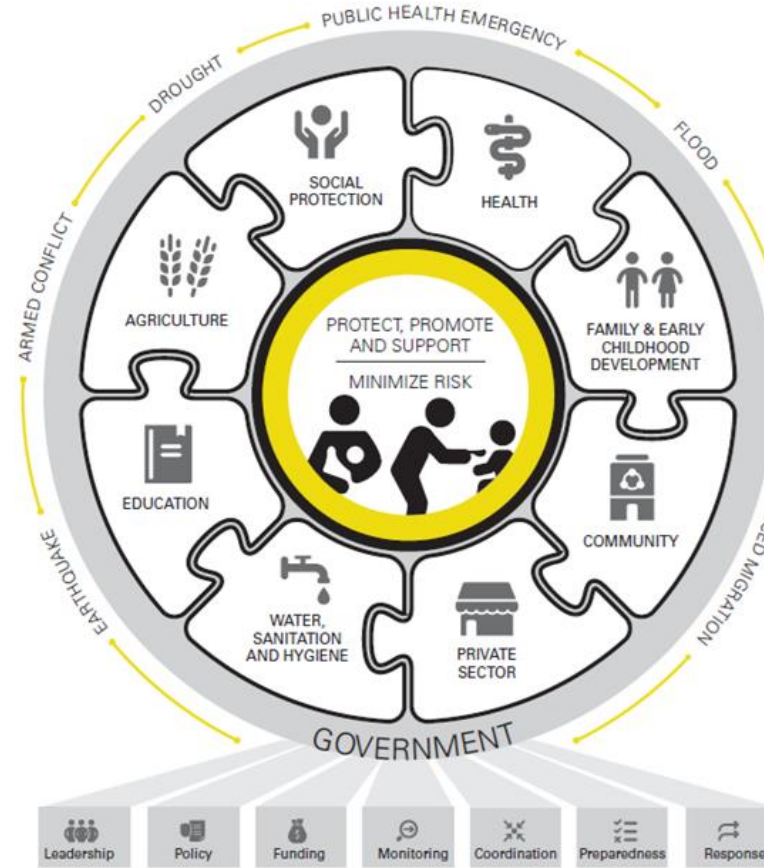 PUBLIC HEALTH EMERGENCY
DROUGHT
FLOOD
ARMED CONFLICT
EARTHQUAKE
MIGRATION
SOCIAL
PROTECTION
HEALTH
AGRICULTURE
FAMILY & EARLY
CHILDHOOD
DEVELOPMENT
PROTECT, PROMOTE
AND SUPPORT
MINIMIZE RISK
EDUCATION
COMMUNITY
WATER,
SANITATION
AND HYGIENE
PRIVATE
SECTOR
GOVERNMENT
Leadership
Policy
Funding
Monitoring
Coordination
Preparedness
Response